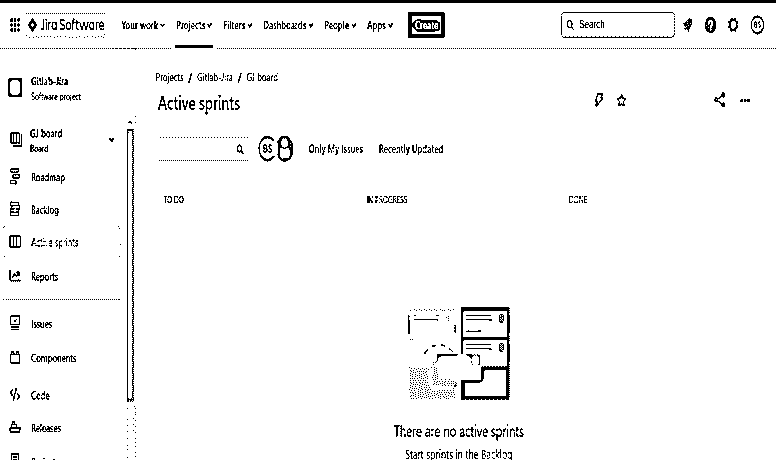 Jira Software Your work Projects Filters Dashboards People Apps Create Search BS
Gitlab-Jira
Software project
GJ board
Board
Roadmap
Backlog
Active sprints
Reports
Issues
Components
Code
Releases
Projects / Gitlab-Jira / GJ board
Active sprints
BS Only My Issues Recently Updated
TO DO IN PROGRESS DONE
There are no active sprints
Start sprints in the Backlog